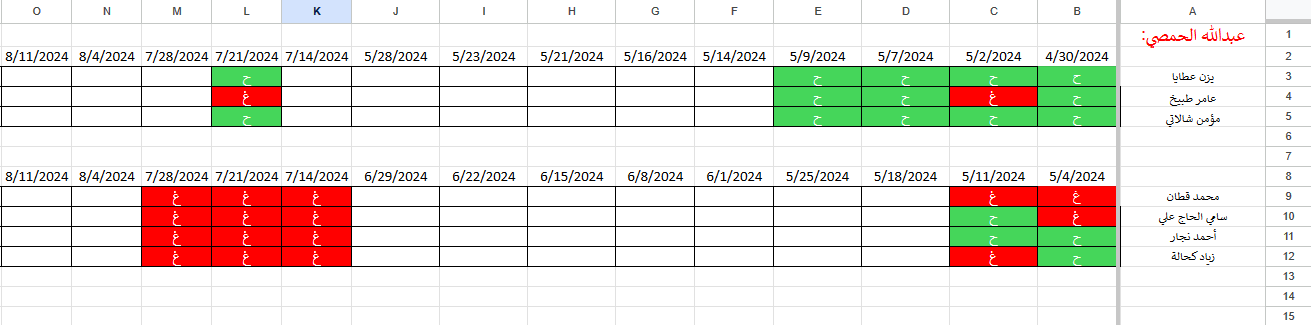 A B C D E F G H I J K L M N O
1 عبدالله الحمصي:
2 4/30/2024 5/2/2024 5/7/2024 5/9/2024 5/14/2024 5/16/2024 5/21/2024 5/23/2024 5/28/2024 7/14/2024 7/21/2024 7/28/2024 8/4/2024 8/11/2024
3 يزن عطايا ح ح ح ح ح
4 عامر طبيخ ح غ ح ح غ
5 مؤمن شالاتي ح ح ح ح ح
6
7
8 5/4/2024 5/11/2024 5/18/2024 5/25/2024 6/1/2024 6/8/2024 6/15/2024 6/22/2024 6/29/2024 7/14/2024 7/21/2024 7/28/2024 8/4/2024 8/11/2024
9 محمد قطان غ غ غ غ غ
10 سامي الحاج علي غ ح غ غ غ
11 أحمد نجار ح ح غ غ غ
12 زياد كحالة ح غ غ غ غ
13
14
15